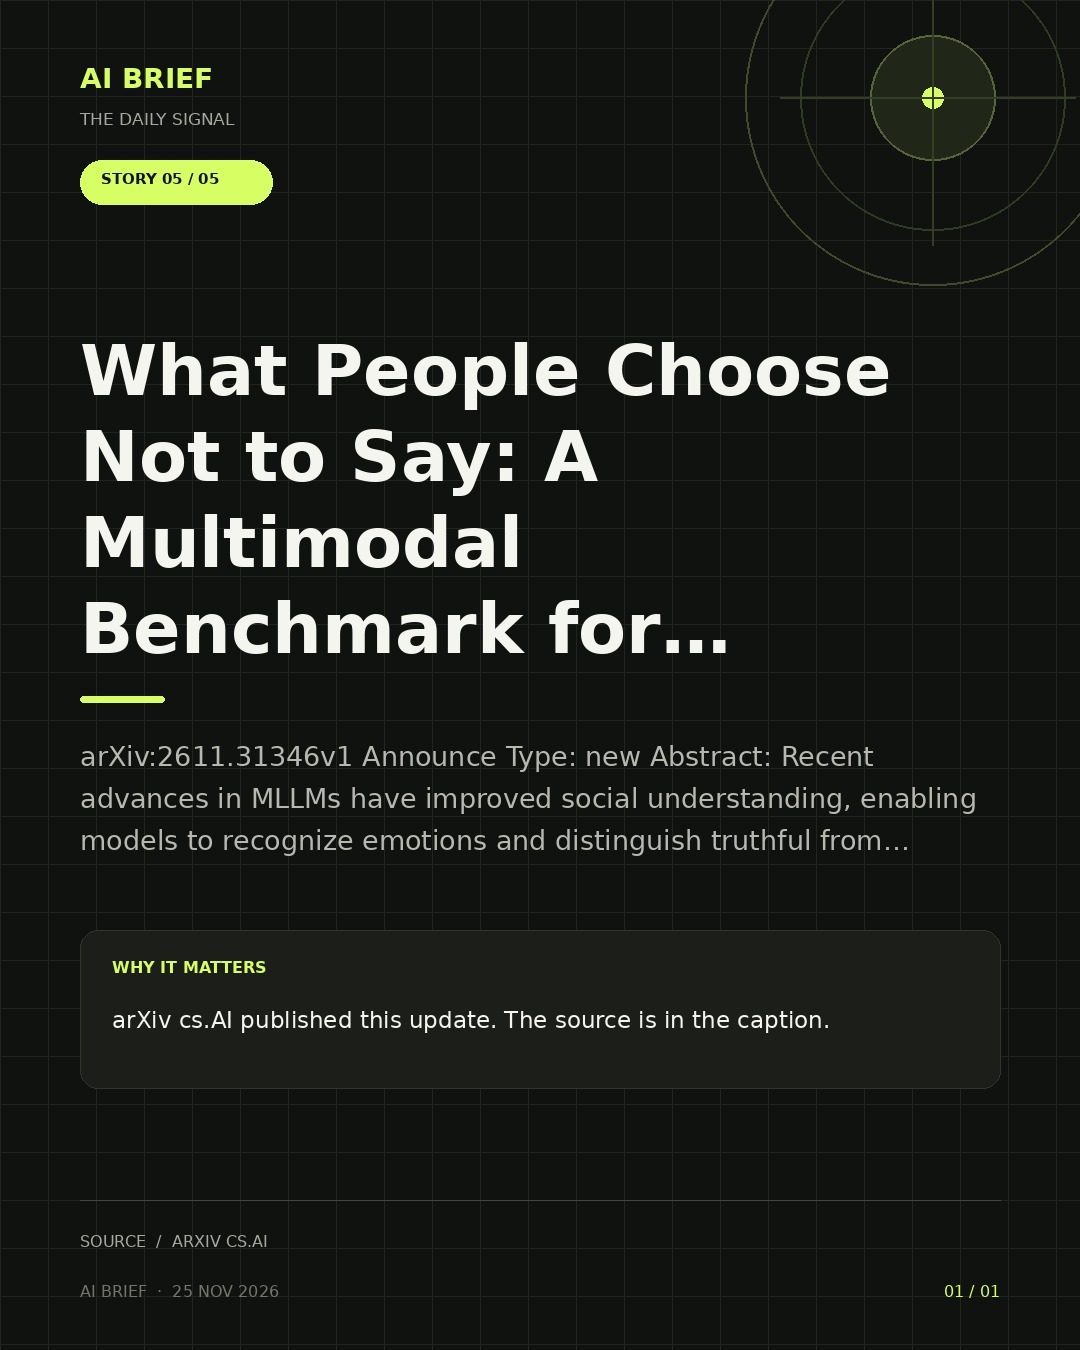 AI BRIEF
THE DAILY SIGNAL
STORY 05 / 05
What People Choose
Not to Say: A
Multimodal
Benchmark for…
arXiv:2611.31346v1 Announce Type: new Abstract: Recent
advances in MLLMs have improved social understanding, enabling
models to recognize emotions and distinguish truthful from…
WHY IT MATTERS
arXiv cs.AI published this update. The source is in the caption.
SOURCE / ARXIV CS.AI
AI BRIEF · 25 NOV 2026
01 / 01